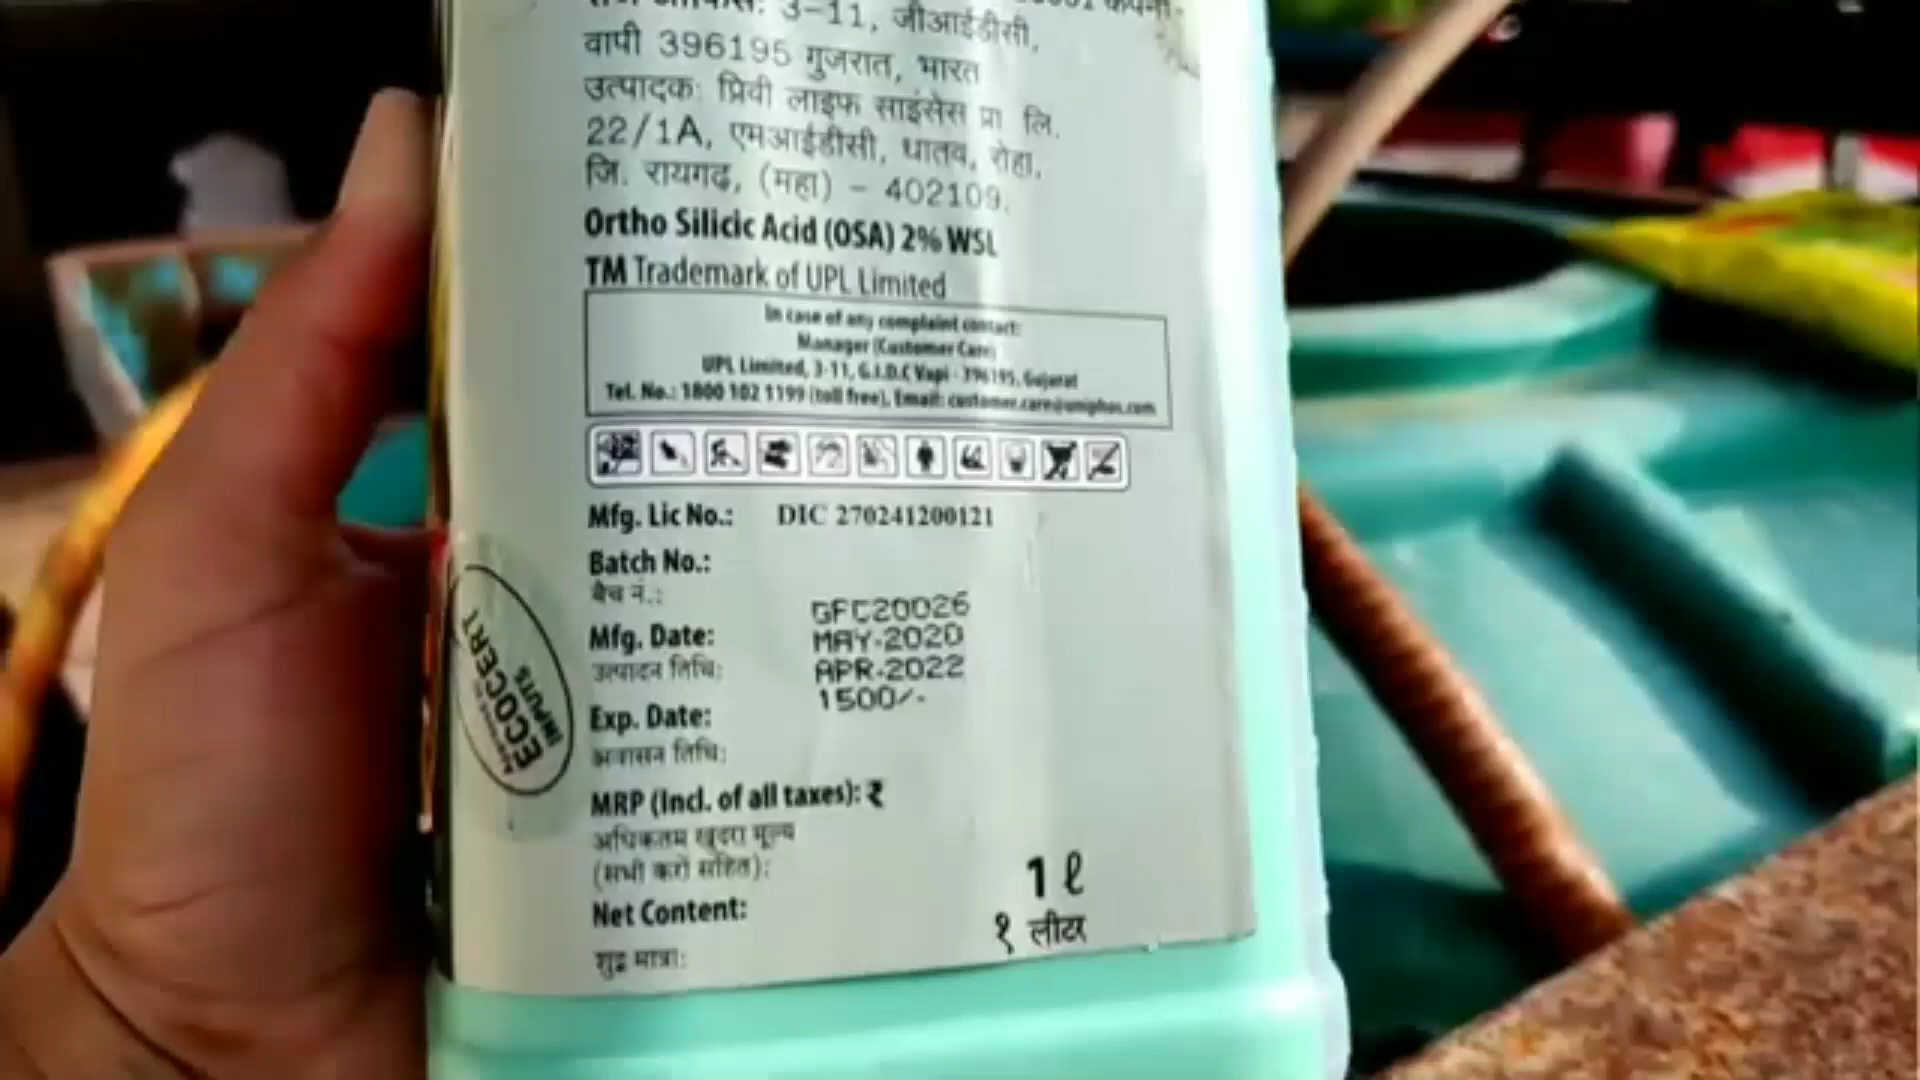 3-11, जीआईडीसी,
वापी 396195 गुजरात, भारत
उत्पादक: प्रिवी लाइफ साइंसेस प्रा लि.
22/1A, एमआईडीसी, धातव, रोहा,
जि. रायगढ़, (महा) – 402109.
Ortho Silicic Acid (OSA) 2% WSL
TM Trademark of UPL Limited
In case of any complaint contact:
Manager (Customer Care)
UPL Limited, 3-11, G.I.D.C Vapi - 396195, Gujarat
Tel. No.: 1800 102 1199 (toll free), Email: customer.care@uniphos.com
Mfg. Lic No.: DIC 270241200121
Batch No.:
बैच नं.:
GFC20026
Mfg. Date: MAY-2020
उत्पादन तिथि: APR-2022
1500/-
Exp. Date:
अवासन तिथि:
MRP (Incl. of all taxes): ₹
अधिकतम खुदरा मूल्य
(सभी करों सहित):
1 ℓ
Net Content:
१ लीटर
शुद्ध मात्रा:
ECOCERT
INPUTS